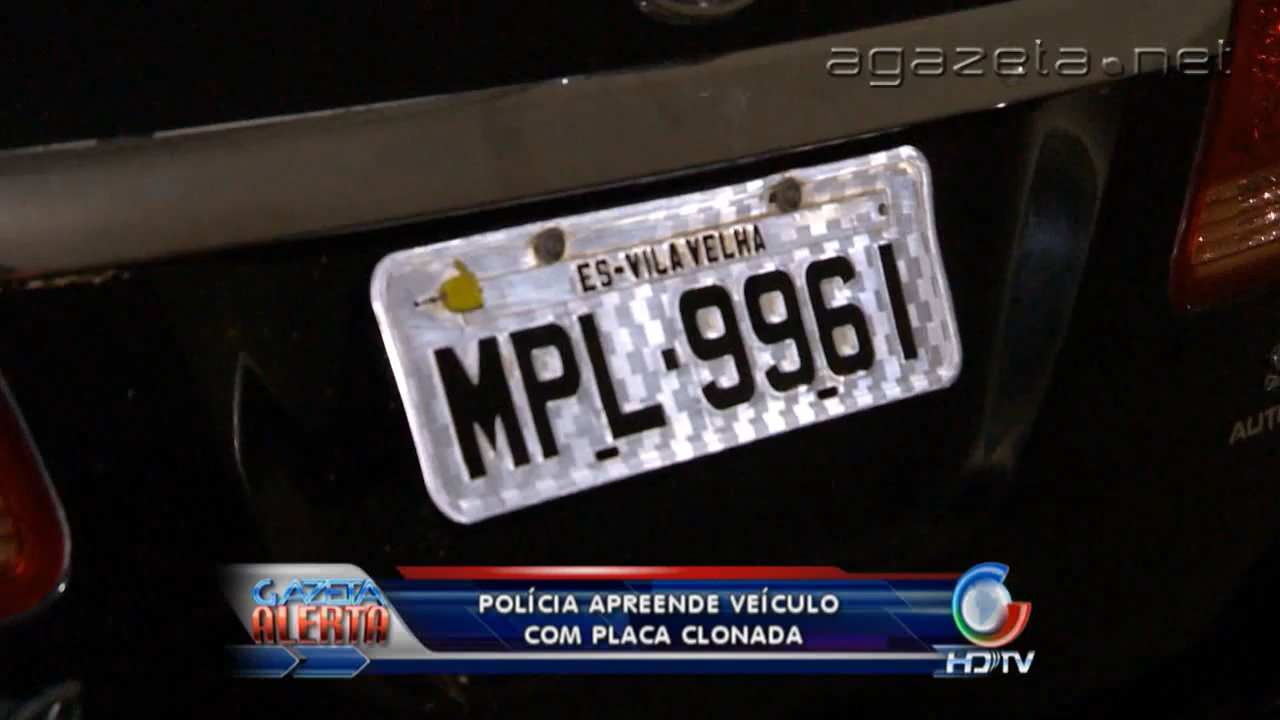 agazeta.net
ES-VILA VELHA
MPL-9961
GAZETA
ALERTA
POLÍCIA APREENDE VEÍCULO
COM PLACA CLONADA
HDTV